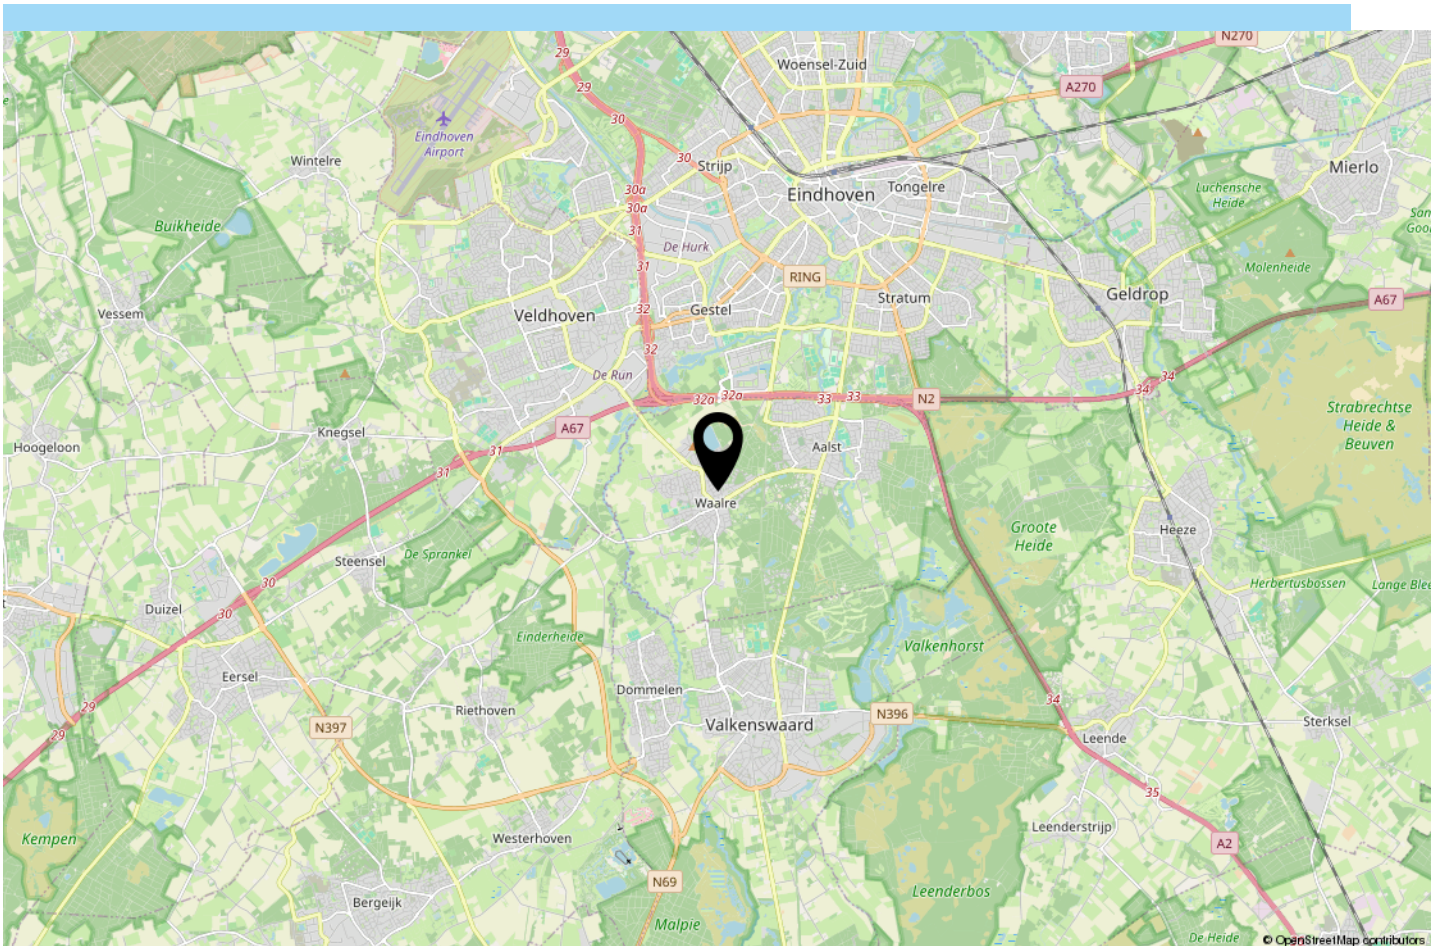 29
N270
Woensel-Zuid
29
A270
30
Eindhoven
Airport
Wintelre
30
Strijp
Mierlo
30a
Eindhoven
Tongelre
Luchensche
Heide
30a
Buikheide
31
De Hurk
31
RING
Molenheide
Geldrop
A67
Stratum
Vessem
Veldhoven
32
Gestel
32
De Run
34
34
32a
32a
33
33
N2
Strabrechtse
Heide &
Beuven
A67
Knegsel
Hoogeloon
31
Aalst
31
Waalre
Groote
Heide
Heeze
De Sprankel
Steensel
30
Herbertusbossen
Lange Blee
Duizel
30
Einderheide
Valkenhorst
Eersel
Dommelen
34
29
Riethoven
N396
Sterksel
29
N397
Valkenswaard
Leende
35
Kempen
Westerhoven
Leenderstrijp
A2
N69
Leenderbos
Bergeijk
Malpie
De Heide
© OpenStreetMap contributors